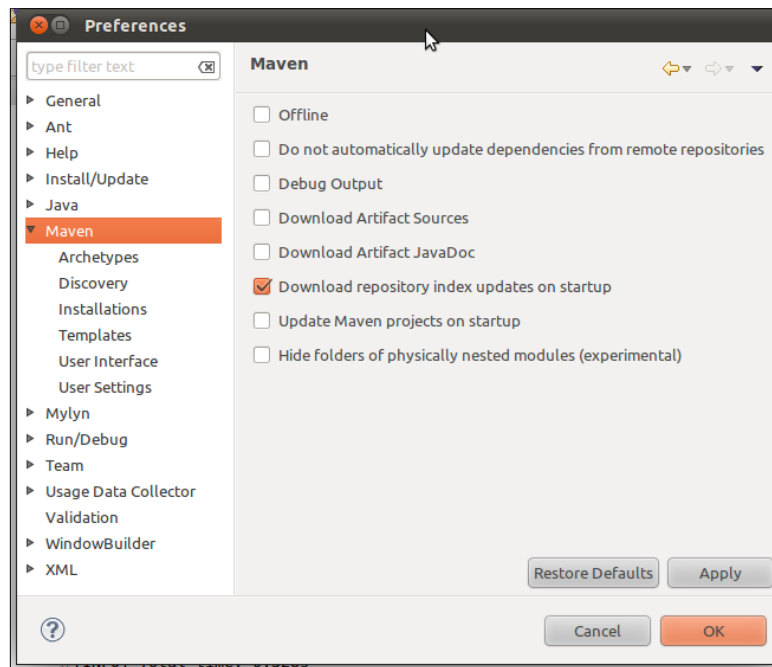 Preferences
type filter text
General
Ant
Help
Install/Update
Java
Maven
Archetypes
Discovery
Installations
Templates
User Interface
User Settings
Mylyn
Run/Debug
Team
Usage Data Collector
Validation
WindowBuilder
XML
Maven
Offline
Do not automatically update dependencies from remote repositories
Debug Output
Download Artifact Sources
Download Artifact JavaDoc
Download repository index updates on startup
Update Maven projects on startup
Hide folders of physically nested modules (experimental)
Restore Defaults
Apply
Cancel
OK